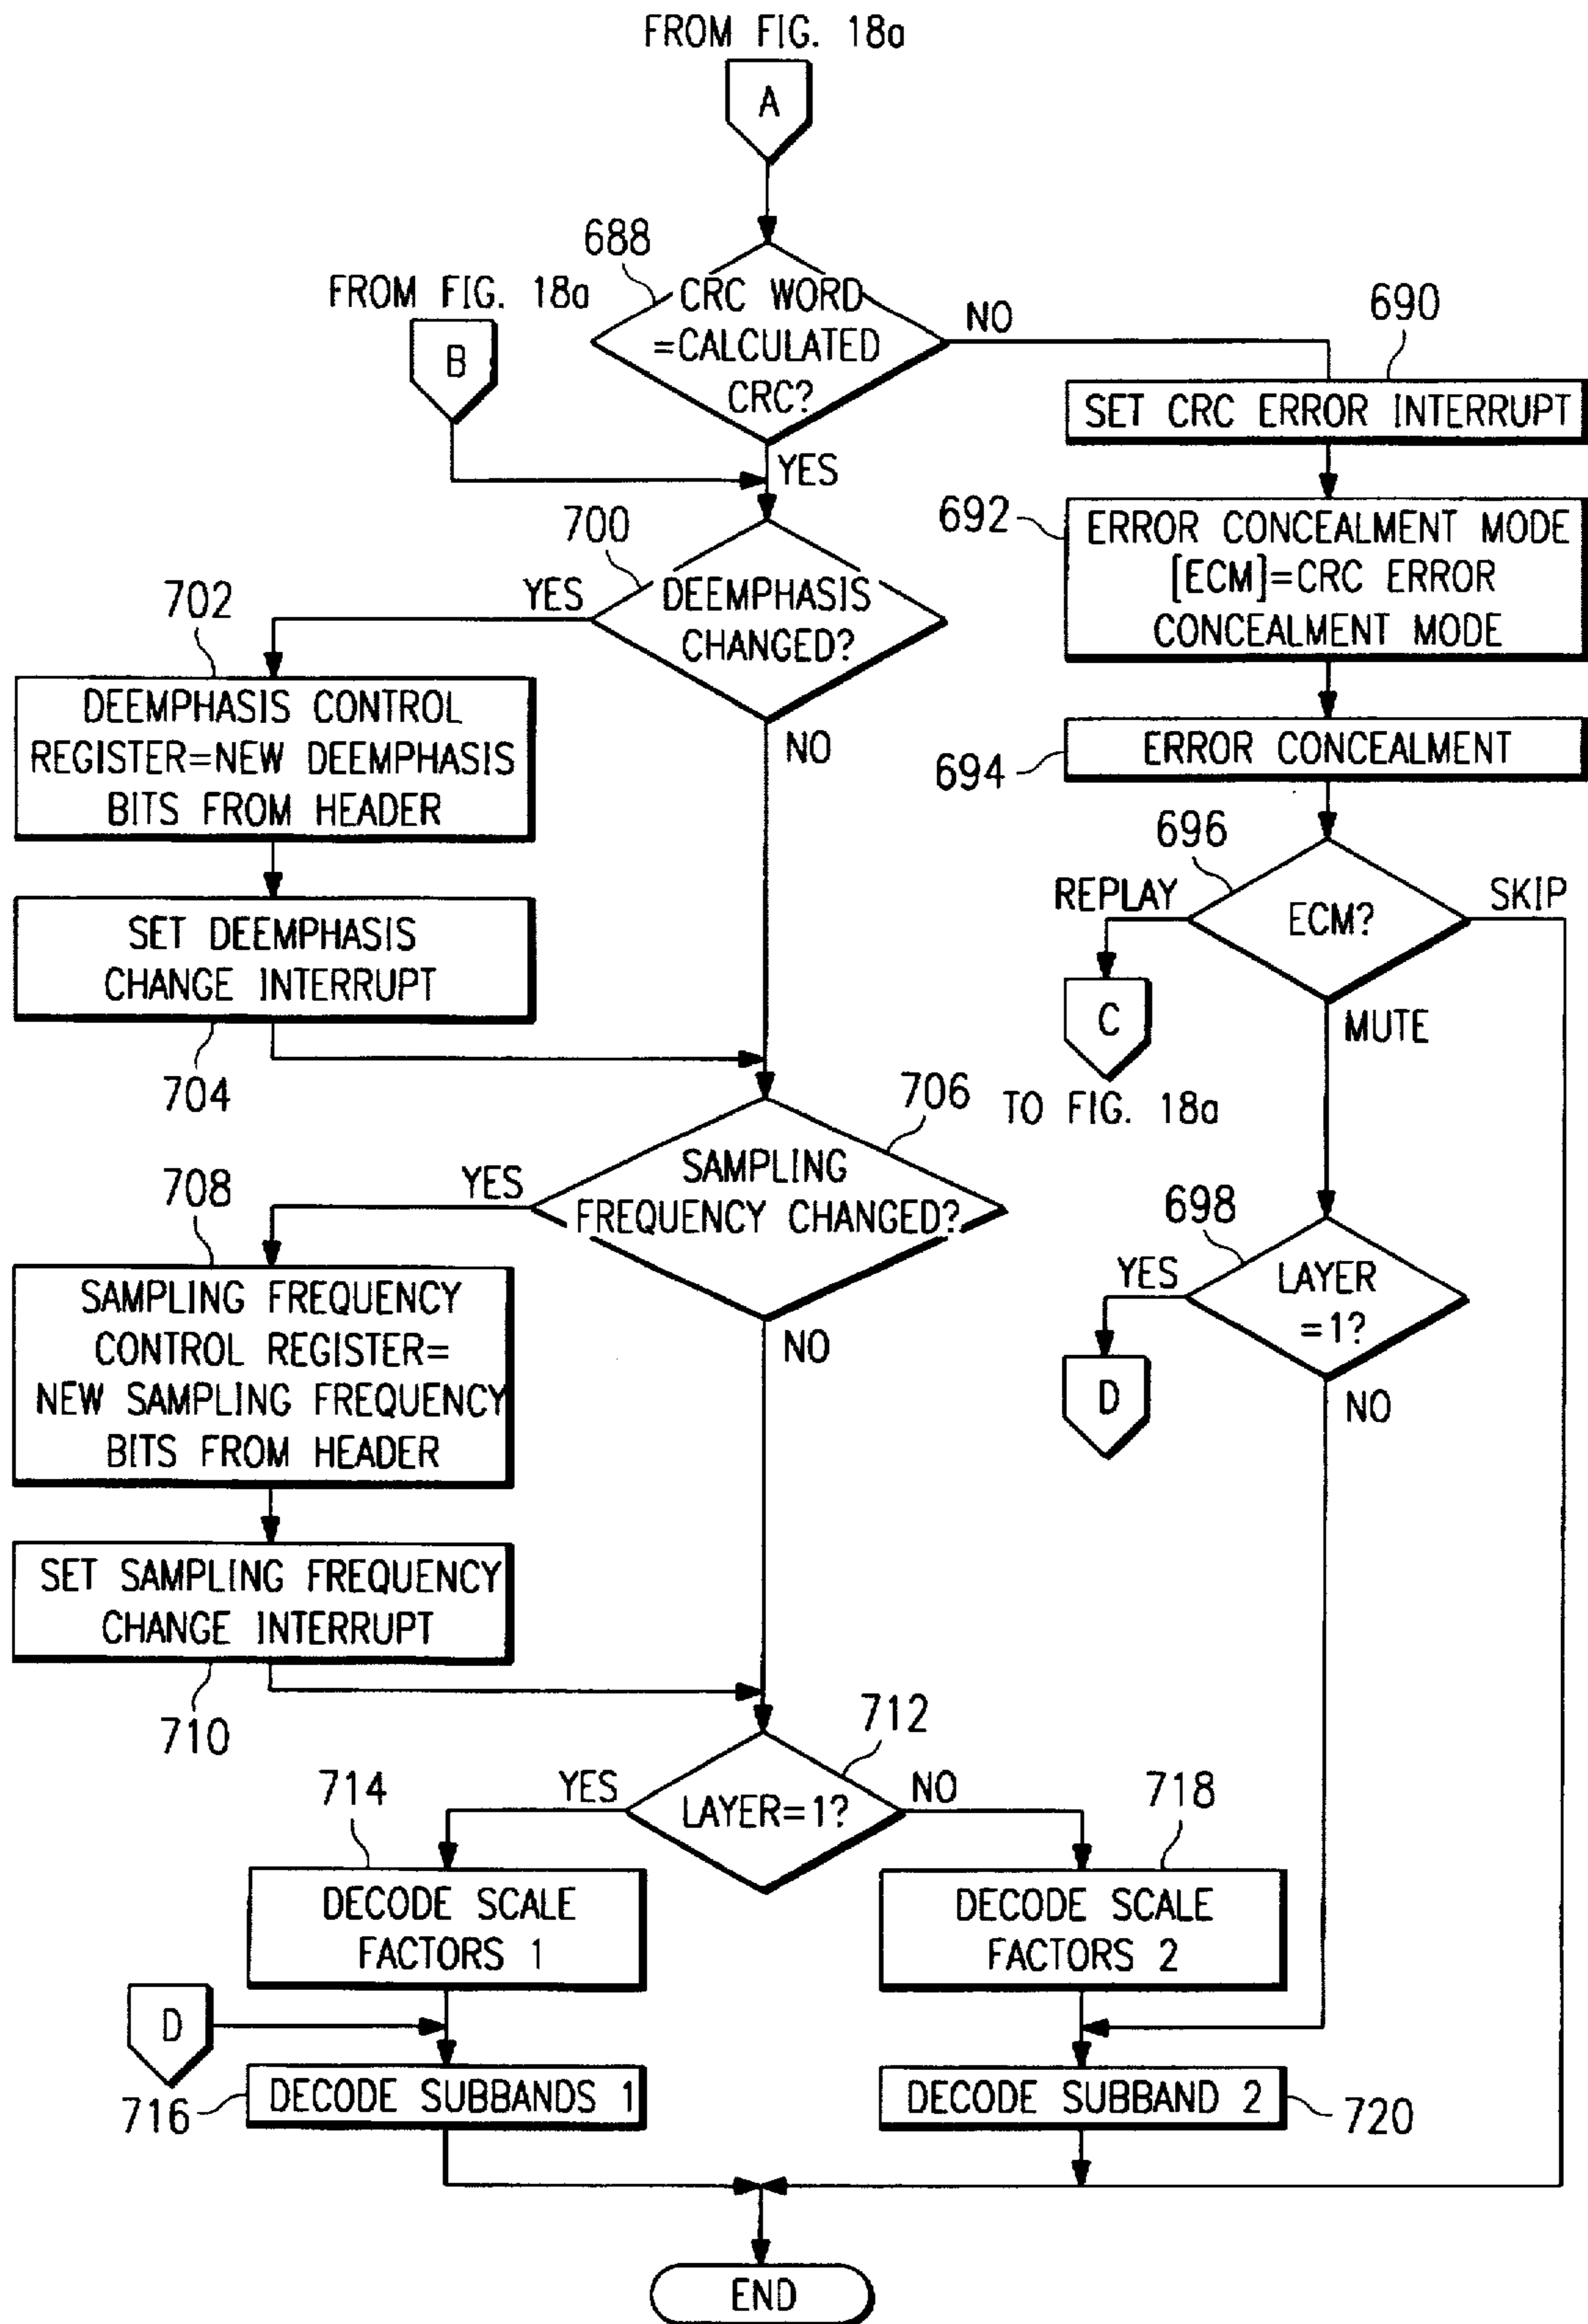 FROM FIG. 18a
A
688
CRC WORD
=CALCULATED
CRC?
NO
YES
FROM FIG. 18a
B
690
SET CRC ERROR INTERRUPT
692
ERROR CONCEALMENT MODE
[ECM]=CRC ERROR
CONCEALMENT MODE
694
ERROR CONCEALMENT
696
ECM?
REPLAY
SKIP
MUTE
C
TO FIG. 18a
698
LAYER
=1?
YES
NO
D
700
DEEMPHASIS
CHANGED?
YES
NO
702
DEEMPHASIS CONTROL
REGISTER=NEW DEEMPHASIS
BITS FROM HEADER
SET DEEMPHASIS
CHANGE INTERRUPT
704
706
SAMPLING
FREQUENCY CHANGED?
YES
NO
708
SAMPLING FREQUENCY
CONTROL REGISTER=
NEW SAMPLING FREQUENCY
BITS FROM HEADER
SET SAMPLING FREQUENCY
CHANGE INTERRUPT
710
712
LAYER=1?
YES
NO
714
DECODE SCALE
FACTORS 1
718
DECODE SCALE
FACTORS 2
D
716
DECODE SUBBANDS 1
DECODE SUBBAND 2
720
END